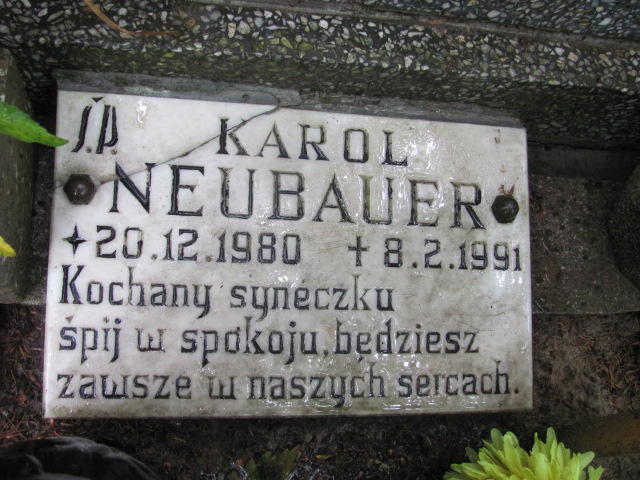 Ś.P. KAROL
NEUBAUER
✦20.12.1980 ✝8.2.1991
Kochany syneczku
śpij w spokoju, będziesz
zawsze w naszych sercach.